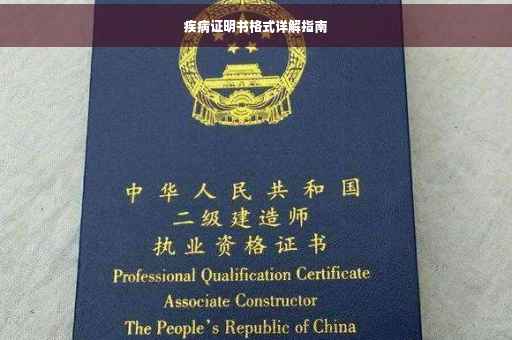 疾病证明书格式详解指南
中华人民共和国
二级建造师
执业资格证书
Professional Qualification Certificate
Associate Constructor
The People's Republic of China